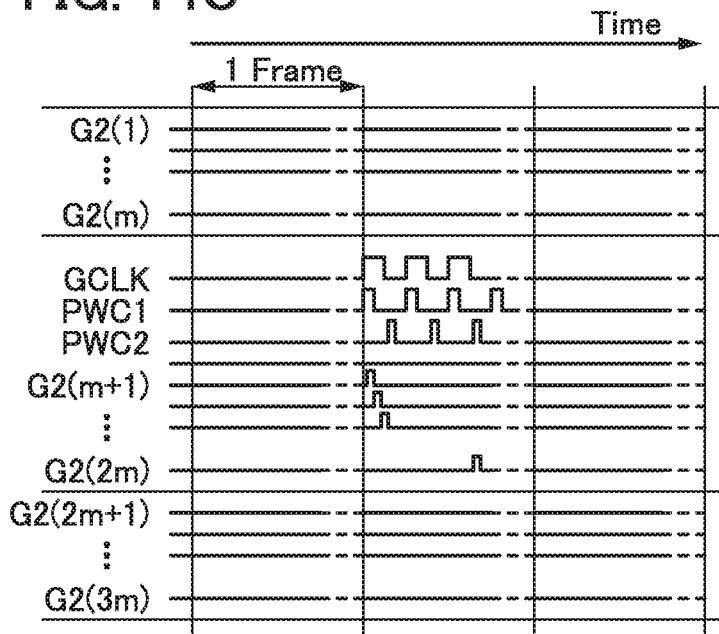 Time
1 Frame
G2(1)
⋮
G2(m)
GCLK
PWC1
PWC2
G2(m+1)
⋮
G2(2m)
G2(2m+1)
⋮
G2(3m)